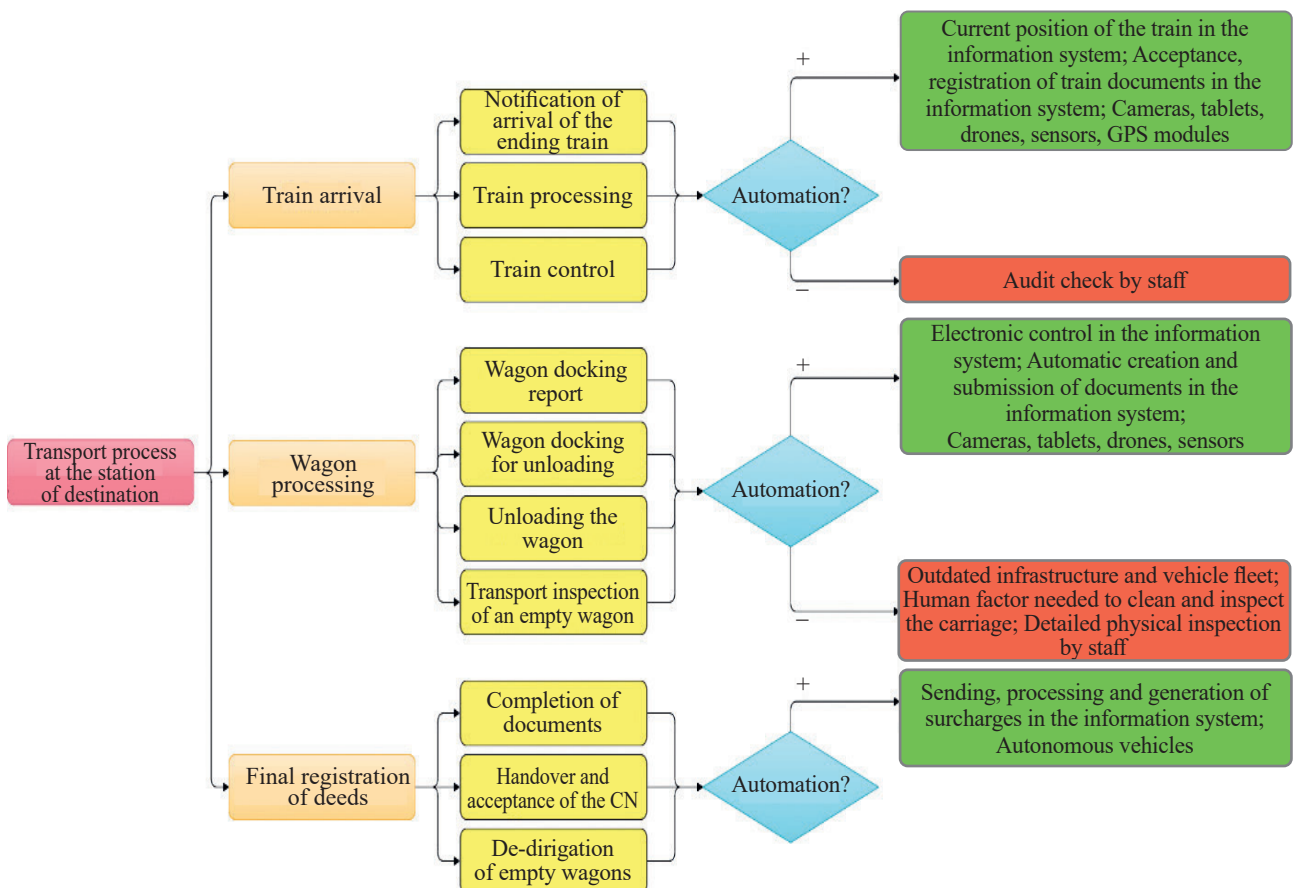 Transport process
at the station
of destination
Train arrival
Notification of
arrival of the
ending train
Train processing
Train control
Automation?
+
Current position of the train in the
information system; Acceptance,
registration of train documents in the
information system; Cameras, tablets,
drones, sensors, GPS modules
−
Audit check by staff
Wagon
processing
Wagon docking
report
Wagon docking
for unloading
Unloading the
wagon
Transport inspection
of an empty wagon
Automation?
+
Electronic control in the information
system; Automatic creation and
submission of documents in the
information system;
Cameras, tablets, drones, sensors
−
Outdated infrastructure and vehicle fleet;
Human factor needed to clean and inspect
the carriage; Detailed physical inspection
by staff
Final registration
of deeds
Completion of
documents
Handover and
acceptance of the CN
De-dirigation
of empty wagons
Automation?
+
Sending, processing and generation of
surcharges in the information system;
Autonomous vehicles